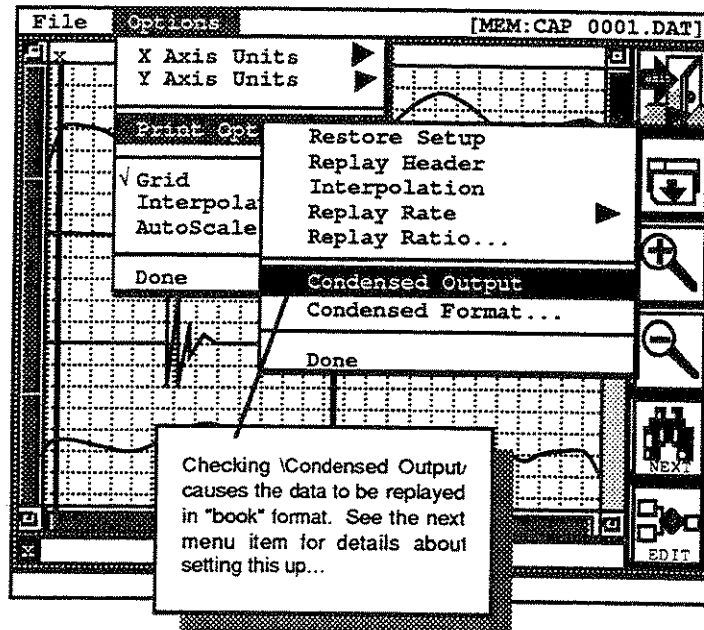 File Options [MEM:CAP 0001.DAT]
X Axis Units
Y Axis Units
Print Opt
Restore Setup
Replay Header
Interpolation
Replay Rate
Replay Ratio...
√ Grid
Interpola
AutoScale
Done
Condensed Output
Condensed Format...
Done
NEXT
EDIT
Checking \Condensed Output/
causes the data to be replayed
in "book" format. See the next
menu item for details about
setting this up...